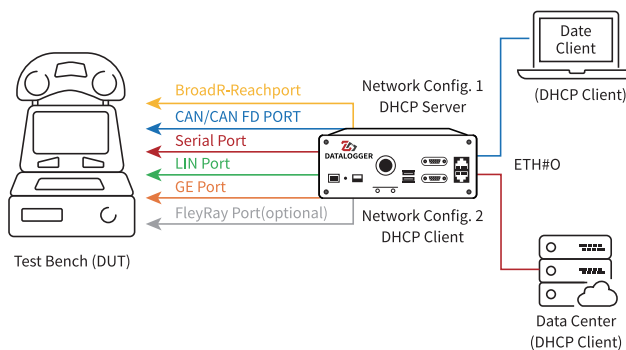 BroadR-Reachport
CAN/CAN FD PORT
Serial Port
LIN Port
GE Port
FleyRay Port(optional)
Test Bench (DUT)
Network Config. 1
DHCP Server
DATALOGGER
Network Config. 2
DHCP Client
Date
Client
(DHCP Client)
ETH#O
Data Center
(DHCP Client)